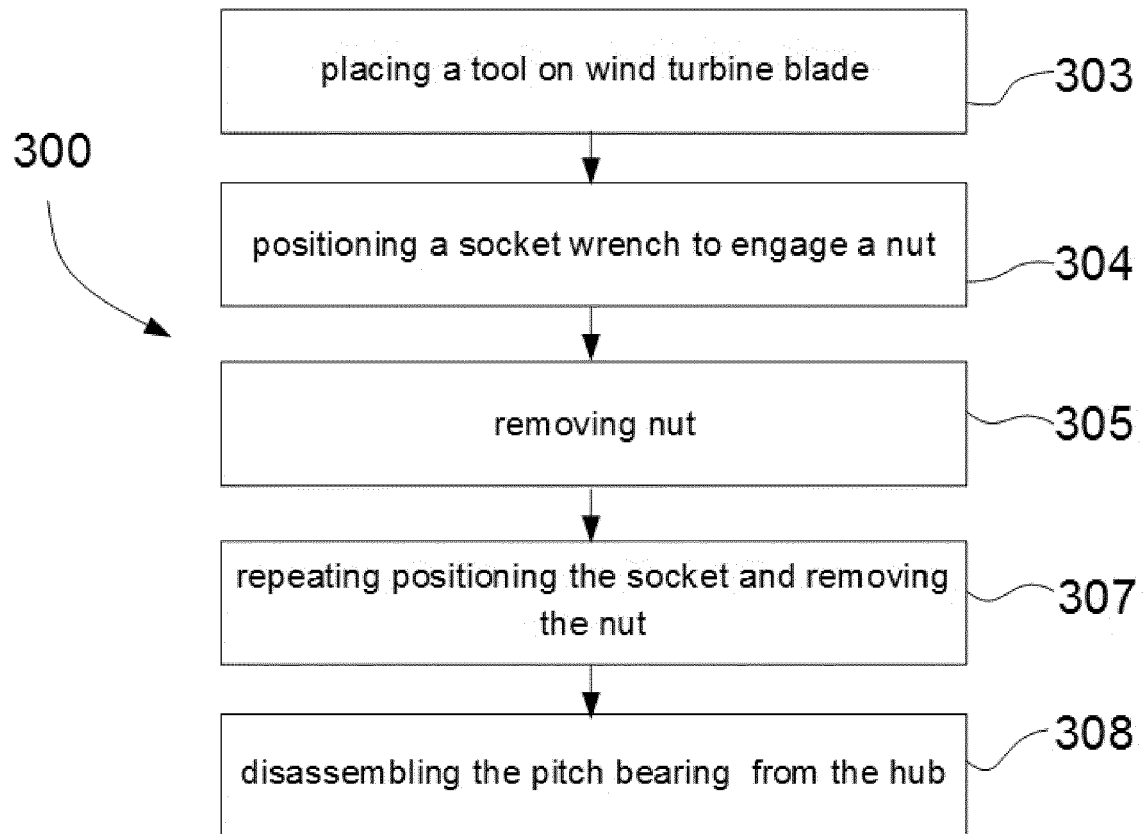 placing a tool on wind turbine blade
303
300
positioning a socket wrench to engage a nut
304
removing nut
305
repeating positioning the socket and removing
the nut
307
disassembling the pitch bearing from the hub
308